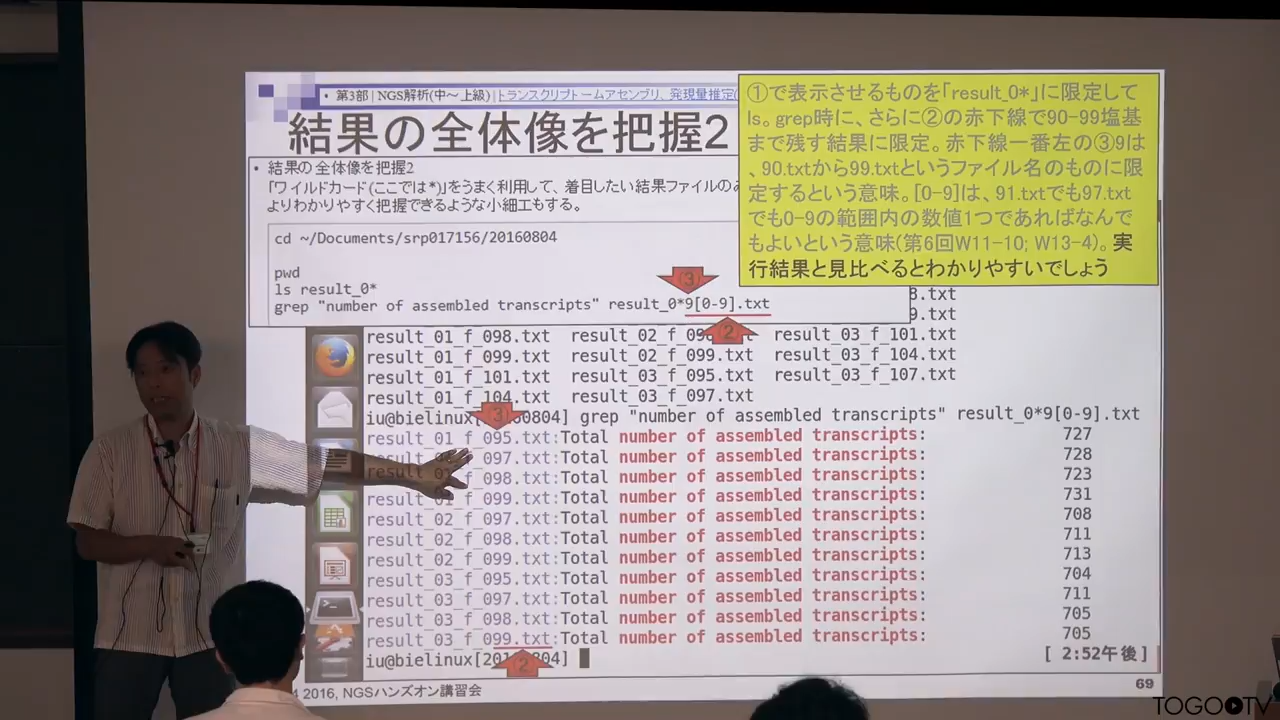 • 第3部 | NGS解析(中～上級) | トランスクリプトームアセンブリ、発現量推定(
結果の全体像を把握2
①で表示させるものを「result_0*」に限定して
ls。grep時に、さらに②の赤下線で90-99塩基
まで残す結果に限定。赤下線一番左の③9は
、90.txtから99.txtというファイル名のものに限
定するという意味。[0-9]は、91.txtでも97.txt
でも0-9の範囲内の数値1つであればなんで
もよいという意味(第6回W11-10; W13-4)。実
行結果と見比べるとわかりやすいでしょう
• 結果の全体像を把握2
「ワイルドカード(ここでは*)」をうまく利用して、着目したい結果ファイルのみ
よりわかりやすく把握できるような小細工もする。
cd ~/Documents/srp017156/20160804
pwd
ls result_0*
grep "number of assembled transcripts" result_0*9[0-9].txt
③
②
8.txt
9.txt
result_01_f_098.txt result_02_f_09 t result_03_f_101.txt
result_01_f_099.txt result_02_f_099.txt result_03_f_104.txt
result_01_f_101.txt result_03_f_095.txt result_03_f_107.txt
result_01_f_104.txt result_03_f_097.txt
iu@bielinux[ 60804] grep "number of assembled transcripts" result_0*9[0-9].txt
③
result_01_f_095.txt:Total number of assembled transcripts: 727
097.txt:Total number of assembled transcripts: 728
result_01 098.txt:Total number of assembled transcripts: 723
result_01_f_099.txt:Total number of assembled transcripts: 731
result_02_f_097.txt:Total number of assembled transcripts: 708
result_02_f_098.txt:Total number of assembled transcripts: 711
result_02_f_099.txt:Total number of assembled transcripts: 713
result_03_f_095.txt:Total number of assembled transcripts: 704
result_03_f_097.txt:Total number of assembled transcripts: 711
result_03_f_098.txt:Total number of assembled transcripts: 705
result_03_f_099.txt:Total number of assembled transcripts: 705
iu@bielinux[201 804]
②
[ 2:52午後]
4 2016, NGSハンズオン講習会
69
TOGOTV